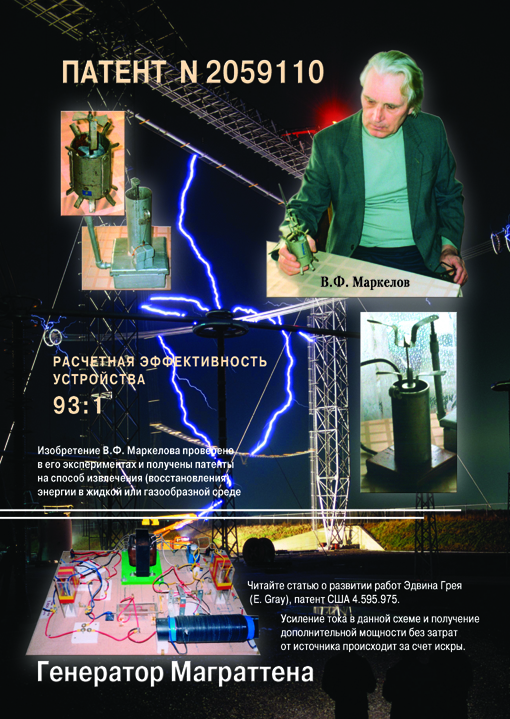 ПАТЕНТ N 2059110
В.Ф. Маркелов
РАСЧЕТНАЯ ЭФФЕКТИВНОСТЬ
УСТРОЙСТВА
93:1
Изобретение В.Ф. Маркелова проверено
в его экспериментах и получены патенты
на способ извлечения (восстановления)
энергии в жидкой или газообразной среде
Читайте статью о развитии работ Эдвина Грея
(E. Gray), патент США 4.595.975.
Усиление тока в данной схеме и получение
дополнительной мощности без затрат
от источника происходит за счет искры.
Генератор Маграттена